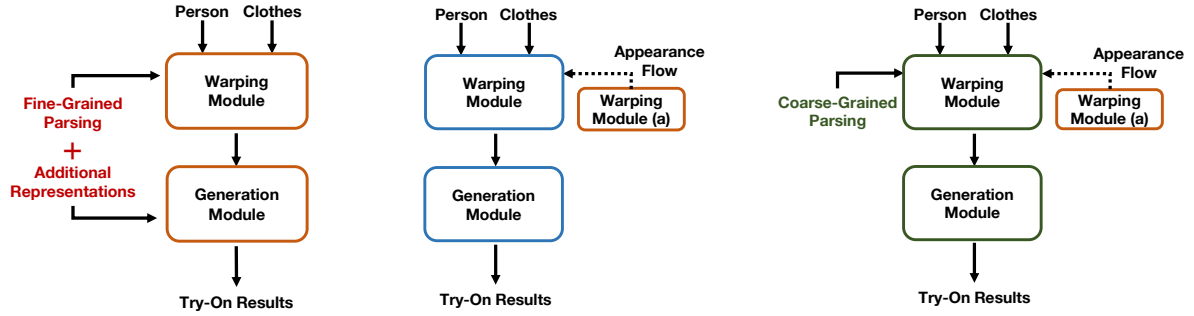 Person Clothes
Warping
Module
Fine-Grained
Parsing
+
Additional
Representations
Generation
Module
Try-On Results
Person Clothes
Appearance
Flow
Warping
Module
Warping
Module (a)
Generation
Module
Try-On Results
Person Clothes
Appearance
Flow
Warping
Module
Warping
Module (a)
Coarse-Grained
Parsing
Generation
Module
Try-On Results